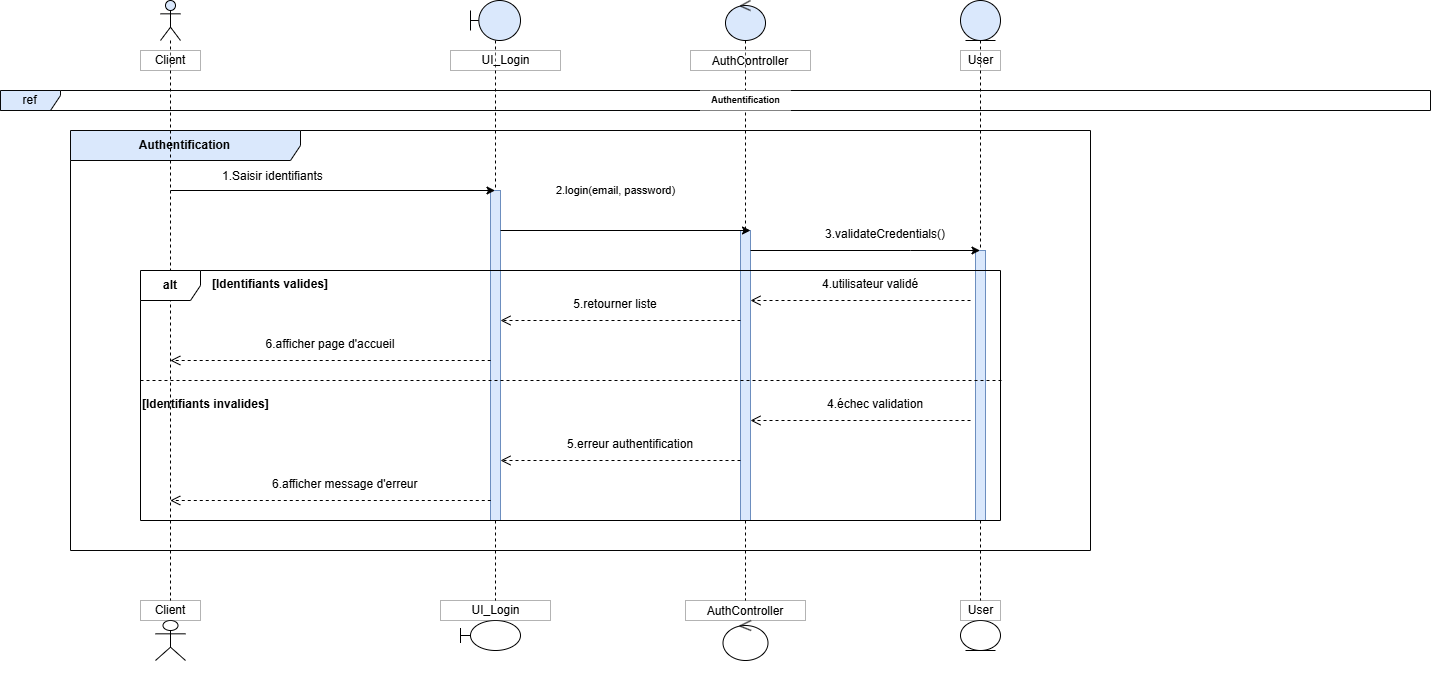 Client
UI_Login
AuthController
User
ref
Authentification
Authentification
1.Saisir identifiants
2.login(email, password)
3.validateCredentials()
alt
[Identifiants valides]
4.utilisateur validé
5.retourner liste
6.afficher page d'accueil
[Identifiants invalides]
4.échec validation
5.erreur authentification
6.afficher message d'erreur
Client
UI_Login
AuthController
User